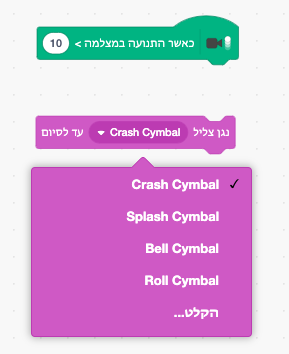 כאשר התנועה במצלמה > 10
נגן צליל Crash Cymbal עד לסיום
Crash Cymbal ✓
Splash Cymbal
Bell Cymbal
Roll Cymbal
הקלט...